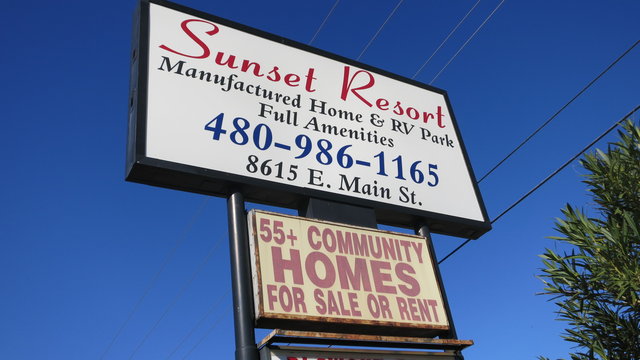 Sunset Resort
Manufactured Home & RV Park
Full Amenities
480-986-1165
8615 E. Main St.
55+ COMMUNITY
HOMES
FOR SALE OR RENT